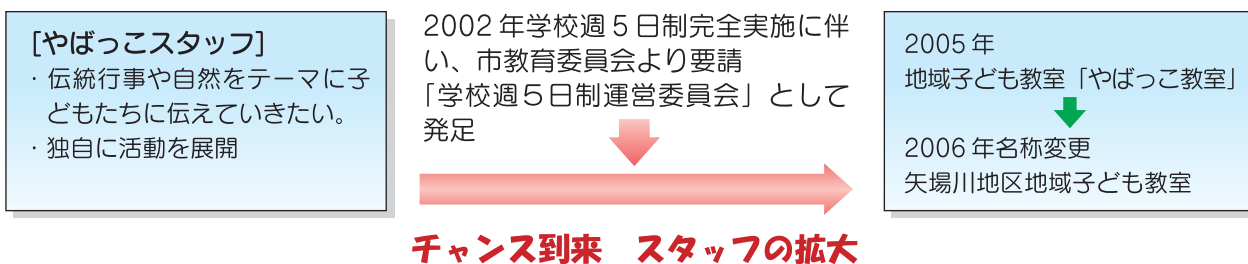 [やばっこスタッフ]
・伝統行事や自然をテーマに子
どもたちに伝えていきたい。
・独自に活動を展開
2002年学校週5日制完全実施に伴
い、市教育委員会より要請
「学校週5日制運営委員会」として
発足
チャンス到来　スタッフの拡大
2005年
地域子ども教室「やばっこ教室」
2006年名称変更
矢場川地区地域子ども教室